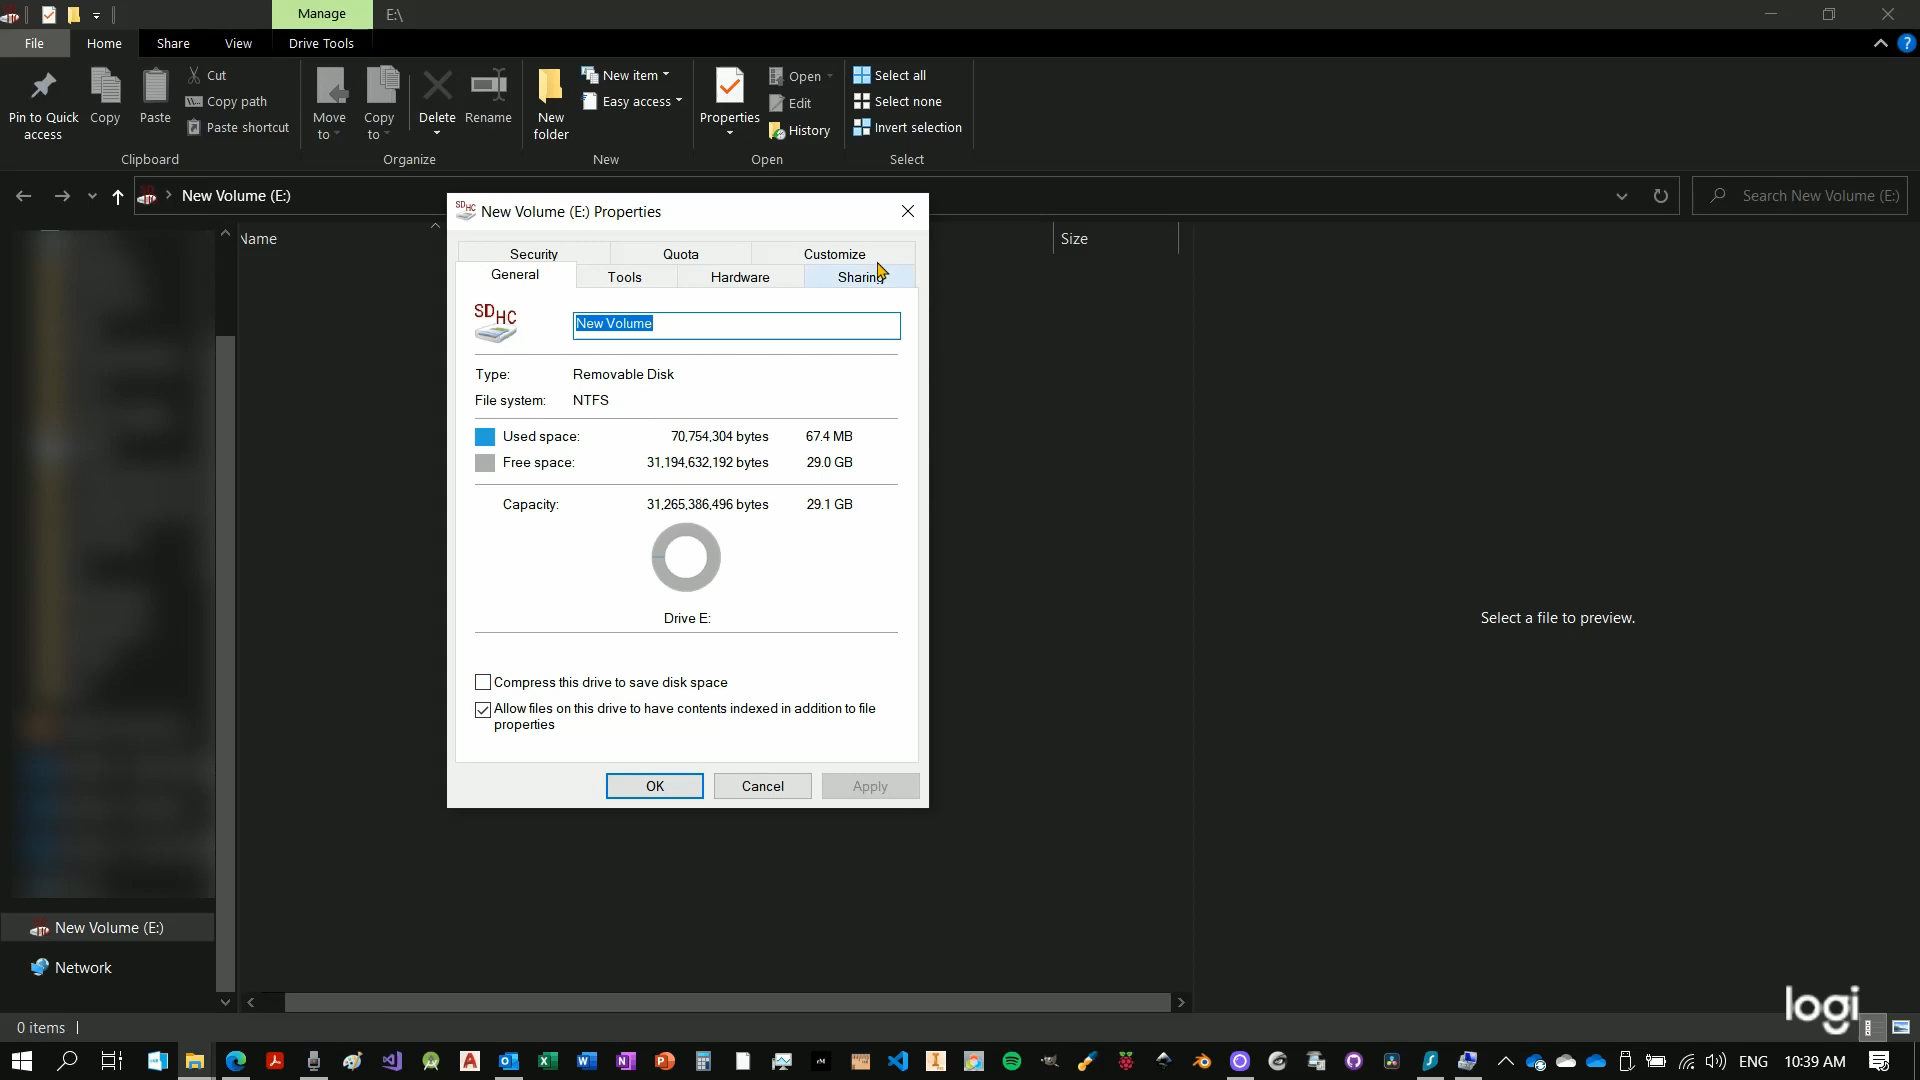 Manage
E:\
File
Home
Share
View
Drive Tools
Pin to Quick
access
Copy
Paste
Cut
Copy path
Paste shortcut
Clipboard
Move
to
Copy
to
Delete
Rename
Organize
New
folder
New item
Easy access
New
Properties
Open
Edit
History
Open
Select all
Select none
Invert selection
Select
New Volume (E:)
Search New Volume (E:)
Name
Size
New Volume (E:) Properties
Security
Quota
Customize
General
Tools
Hardware
Sharing
SDHC
New Volume
Type: Removable Disk
File system: NTFS
Used space: 70,754,304 bytes 67.4 MB
Free space: 31,194,632,192 bytes 29.0 GB
Capacity: 31,265,386,496 bytes 29.1 GB
Drive E:
Compress this drive to save disk space
Allow files on this drive to have contents indexed in addition to file
properties
OK
Cancel
Apply
Select a file to preview.
New Volume (E:)
Network
0 items
logi
ENG
10:39 AM